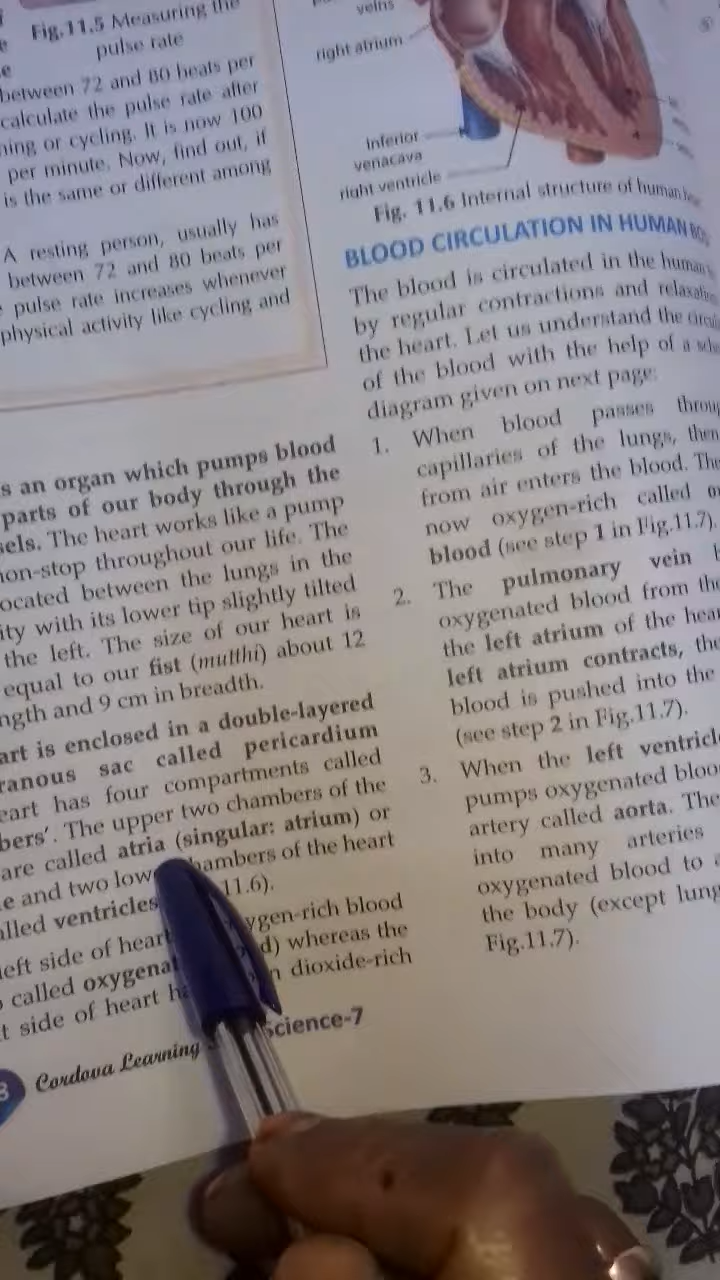 Fig.11.5 Measuring the
pulse rate
between 72 and 80 beats per
calculate the pulse rate after
ning or cycling. It is now 100
per minute. Now, find out, if
is the same or different among
A resting person, usually has
between 72 and 80 beats per
pulse rate increases whenever
physical activity like cycling and
s an organ which pumps blood
parts of our body through the
sels. The heart works like a pump
non-stop throughout our life. The
ocated between the lungs in the
ity with its lower tip slightly tilted
the left. The size of our heart is
equal to our fist (mutthi) about 12
ngth and 9 cm in breadth.
art is enclosed in a double-layered
ranous sac called pericardium
eart has four compartments called
bers'. The upper two chambers of the
are called atria (singular: atrium) or
e and two low hambers of the heart
alled ventricles 11.6).
left side of heart ygen-rich blood
called oxygenat d) whereas the
t side of heart ha n dioxide-rich
Cordova Learning Science-7
veins
right atrium
Inferior
venacava
right ventricle
Fig. 11.6 Internal structure of human
BLOOD CIRCULATION IN HUMAN
The blood is circulated in the human
by regular contractions and relaxatio
the heart. Let us understand the circu
of the blood with the help of a sche
diagram given on next page:
1. When blood passes throug
capillaries of the lungs, then
from air enters the blood. The
now oxygen-rich called
blood (see step 1 in Fig.11.7).
2. The pulmonary vein
oxygenated blood from the
the left atrium of the hear
left atrium contracts, the
blood is pushed into the
(see step 2 in Fig.11.7).
3. When the left ventricle
pumps oxygenated bloo
artery called aorta. The
into many arteries
oxygenated blood to a
the body (except lung
Fig.11.7).